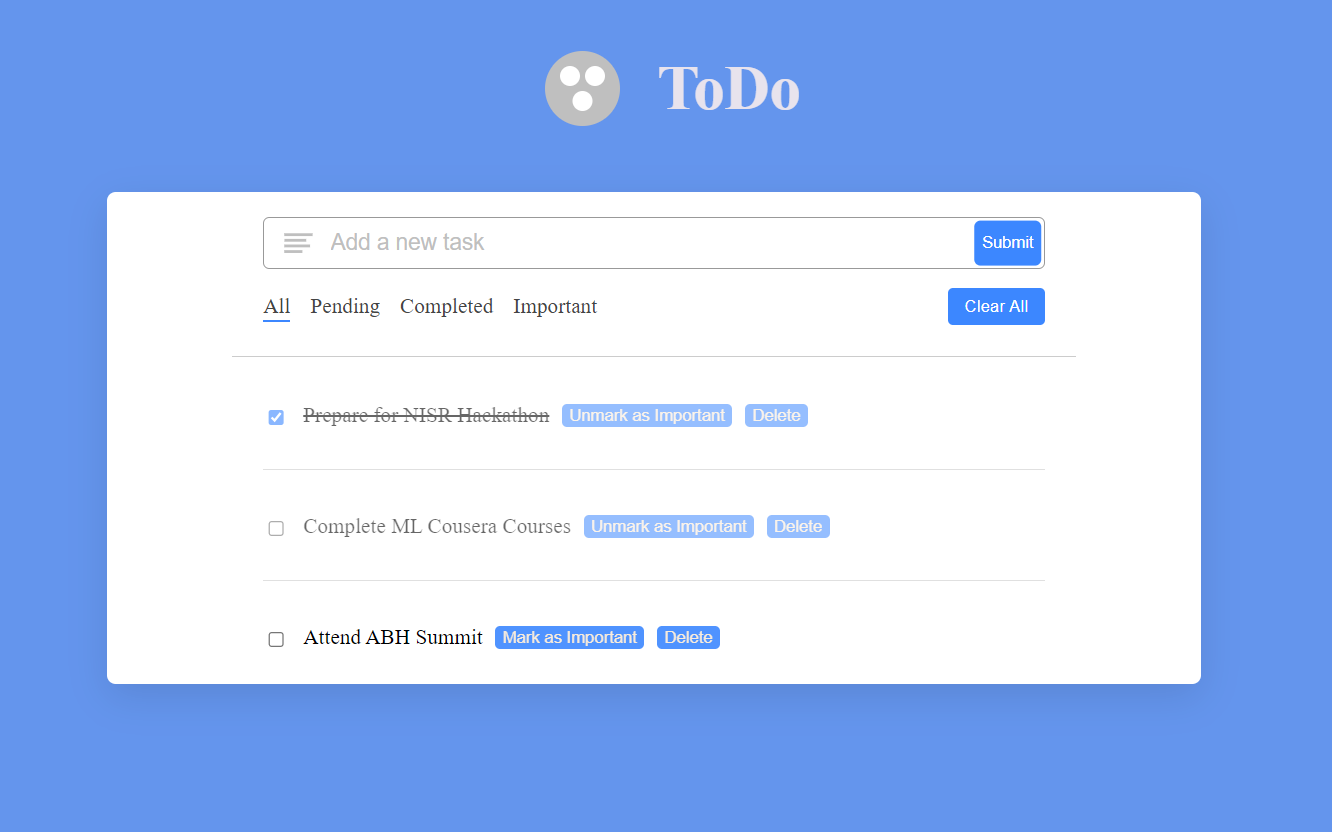 ToDo
Add a new task Submit
All Pending Completed Important Clear All
Prepare for NISR Hackathon Unmark as Important Delete
Complete ML Cousera Courses Unmark as Important Delete
Attend ABH Summit Mark as Important Delete